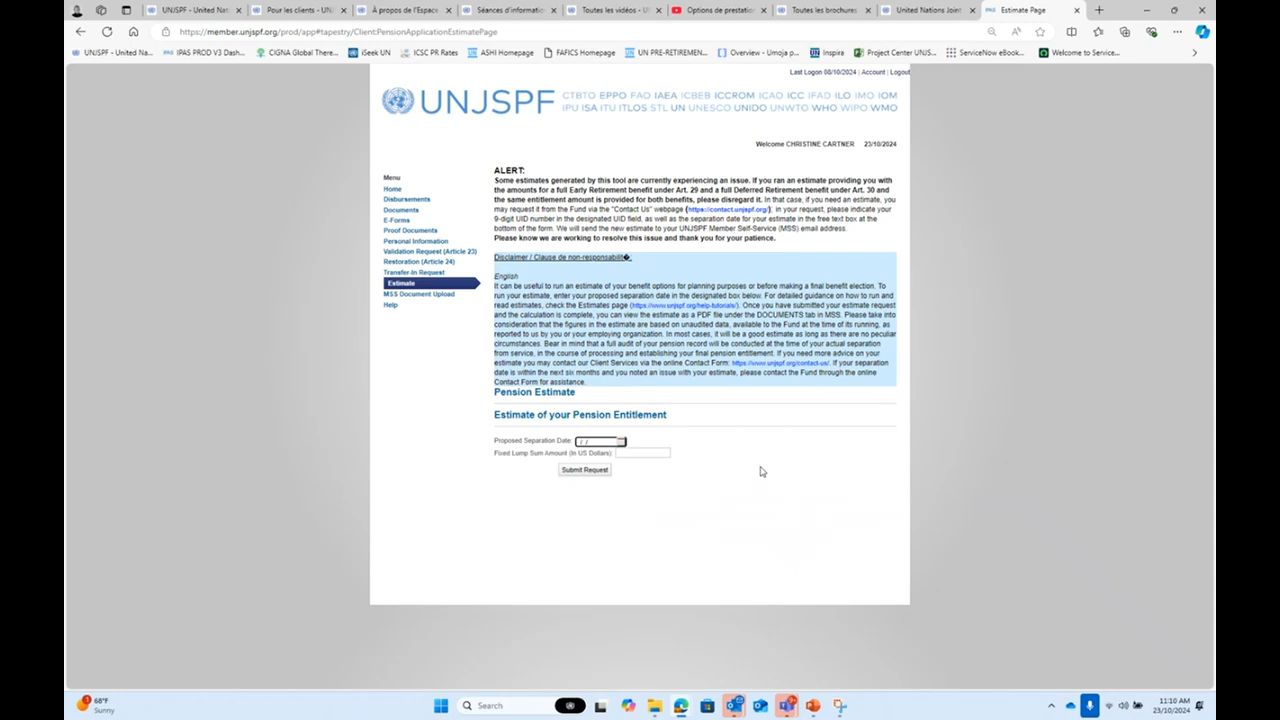 UNJSPF - United Nati
Pour les clients - UNJ
À propos de l'Espace
Séances d'informatio
Toutes les vidéos - U
Options de prestatio
Toutes les brochures
United Nations Joint
Estimate Page
https://member.unjspf.org/prod/app#tapestry/Client:PensionApplicationEstimatePage
UN/SPF - United Na...
IPAS PROD V3 Dash...
CIGNA Global There...
iSeek UN
ICSC PR Rates
ASHI Homepage
FAFICS Homepage
UN PRE-RETIREMEN...
Overview - Umoja p...
Inspira
Project Center UNJS...
ServiceNow eBook...
Welcome to Service...
Last Logon 08/10/2024 | Account | Logout
UNJSPF
CTBTO EPPO FAO IAEA ICCBEB ICCROM ICAO ICC IFAD ILO IMO IOM
IPU ISA ITU ITLOS STL UN UNESCO UNIDO UNWTO WHO WIPO WMO
Welcome CHRISTINE CARTNER 23/10/2024
Menu
Home
Disbursements
Documents
E-Forms
Proof Documents
Personal Information
Validation Request (Article 23)
Restoration (Article 24)
Transfer-In Request
Estimate
MSS Document Upload
Help
ALERT:
Some estimates generated by this tool are currently experiencing an issue. If you ran an estimate providing you with
the amounts for a full Early Retirement benefit under Art. 29 and a full Deferred Retirement benefit under Art. 30 and
the same entitlement amount is provided for both benefits, please disregard it. In that case, if you need an estimate, you
may request it from the Fund via the "Contact Us" webpage (https://contact.unjspf.org/); in your request, please indicate your
9-digit UID number in the designated UID field, as well as the separation date for your estimate in the free text box at the
bottom of the form. We will send the new estimate to your UNJSPF Member Self-Service (MSS) email address.
Please know we are working to resolve this issue and thank you for your patience.
Disclaimer / Clause de non-responsabilit�:
English
It can be useful to run an estimate of your benefit options for planning purposes or before making a final benefit election. To
run your estimate, enter your proposed separation date in the designated box below. For detailed guidance on how to run and
read estimates, check the Estimates page (https://www.unjspf.org/help-tutorials/). Once you have submitted your estimate request
and the calculation is complete, you can view the estimate as a PDF file under the DOCUMENTS tab in MSS. Please take into
consideration that the figures in the estimate are based on unaudited data, available to the Fund at the time of its running, as
reported to us by you or your employing organization. In most cases, it will be a good estimate as long as there are no peculiar
circumstances. Bear in mind that a full audit of your pension record will be conducted at the time of your actual separation
from service, in the course of processing and establishing your final pension entitlement. If you need more advice on your
estimate you may contact our Client Services via the online Contact Form: https://www.unjspf.org/contact-us/. If your separation
date is within the next six months and you noted an issue with your estimate, please contact the Fund through the online
Contact Form for assistance.
Pension Estimate
Estimate of your Pension Entitlement
Proposed Separation Date: / /
Fixed Lump Sum Amount (In US Dollars):
Submit Request
68°F
Sunny
Search
11:10 AM
23/10/2024